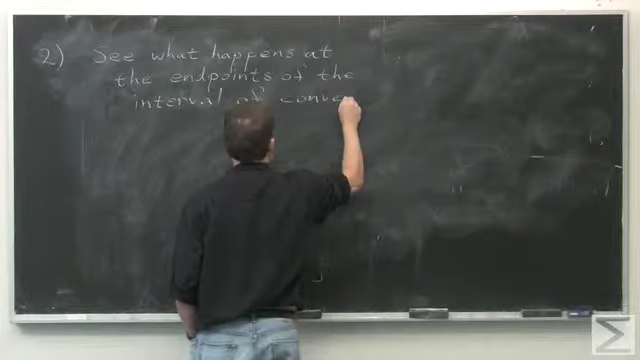 2) See what happens at
the endpoints of the
interval of conve
Σ